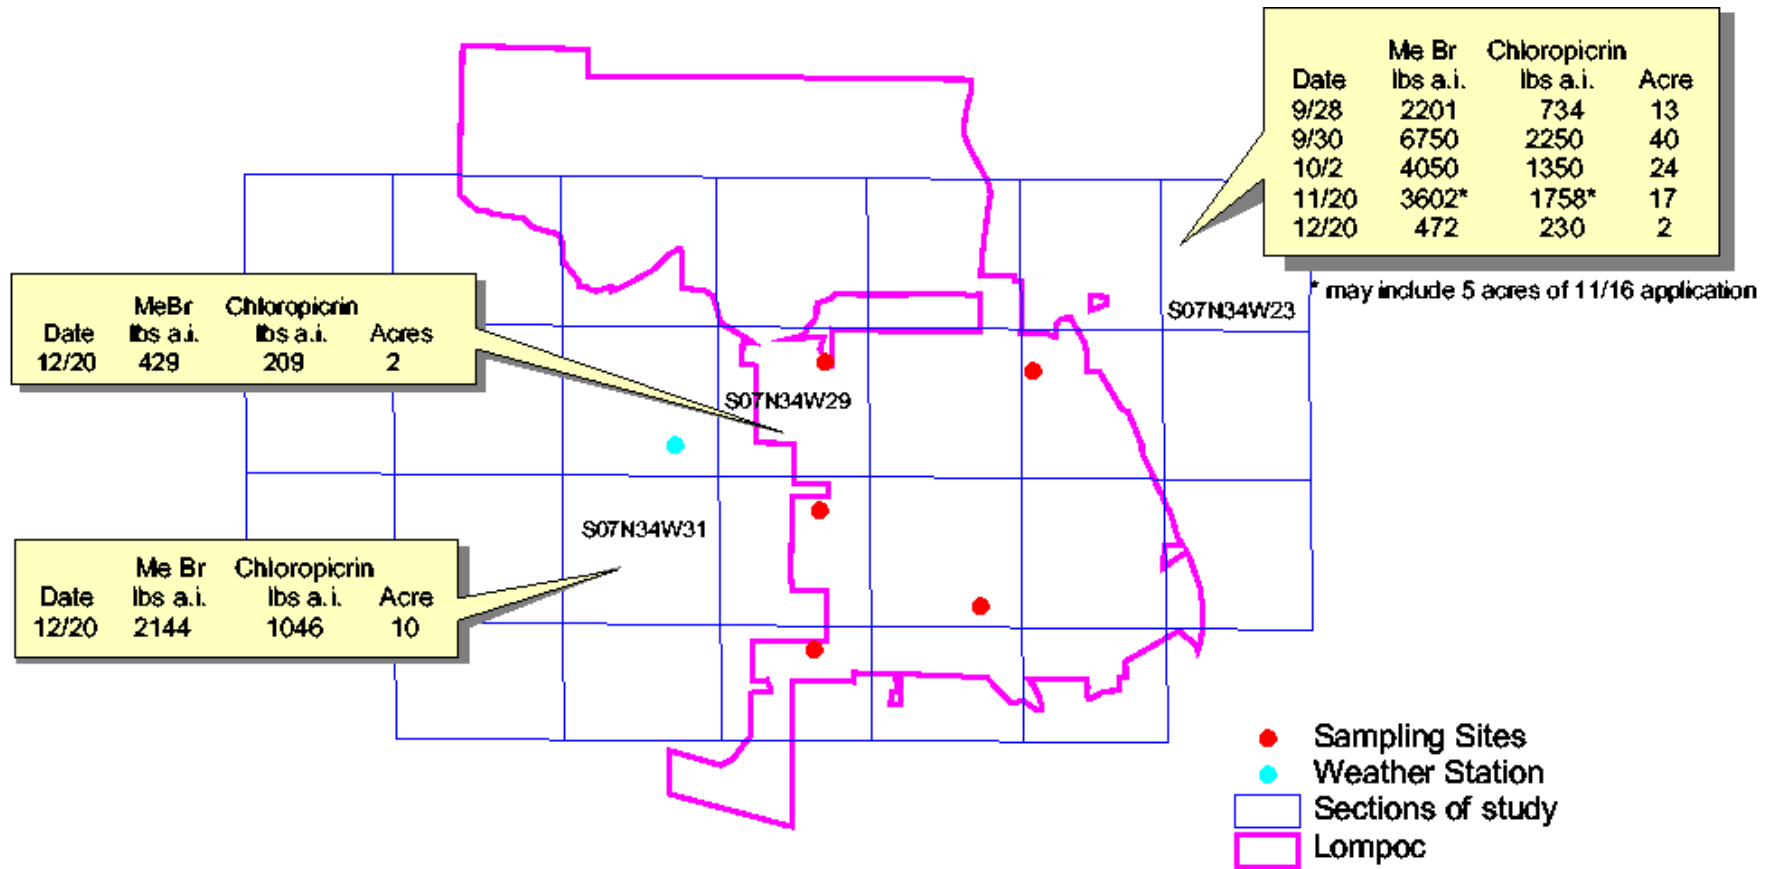 Me Br Chloropicrin
Date lbs a.i. lbs a.i. Acre
9/28 2201 734 13
9/30 6750 2250 40
10/2 4050 1350 24
11/20 3602* 1758* 17
12/20 472 230 2
* may include 5 acres of 11/16 application
S07N34W23
MeBr Chloropicrin
Date lbs a.i. lbs a.i. Acres
12/20 429 209 2
S07N34W29
S07N34W31
Me Br Chloropicrin
Date lbs a.i. lbs a.i. Acre
12/20 2144 1046 10
Sampling Sites
Weather Station
Sections of study
Lompoc